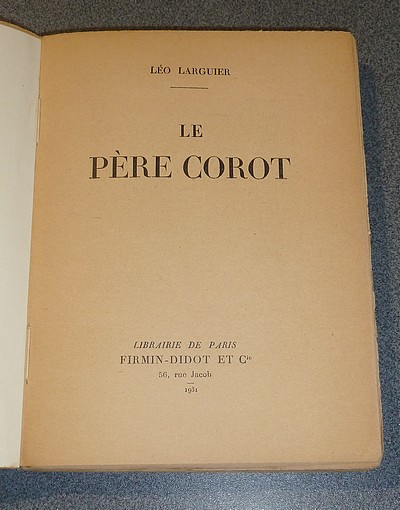 LÉO LARGUIER
LE
PÈRE COROT
LIBRAIRIE DE PARIS
FIRMIN-DIDOT ET Cie
56, rue Jacob
1931